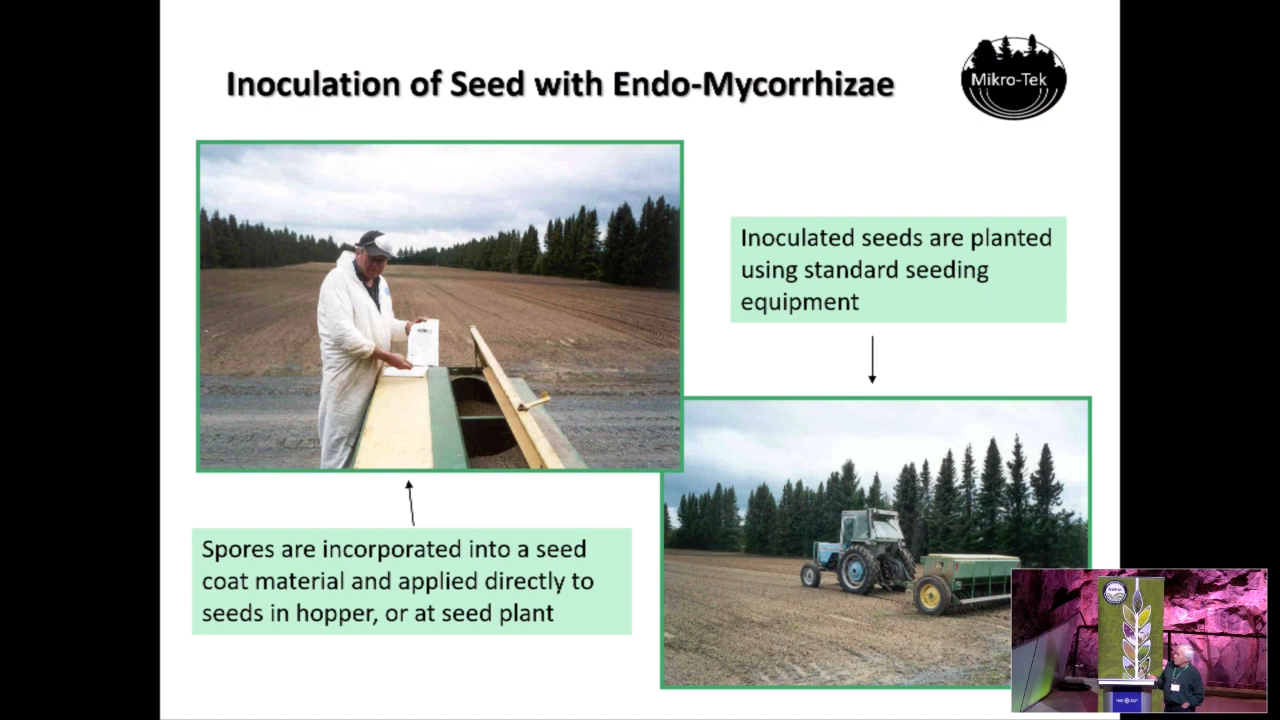 Inoculation of Seed with Endo-Mycorrhizae
Mikro-Tek
Inoculated seeds are planted
using standard seeding
equipment
Spores are incorporated into a seed
coat material and applied directly to
seeds in hopper, or at seed plant